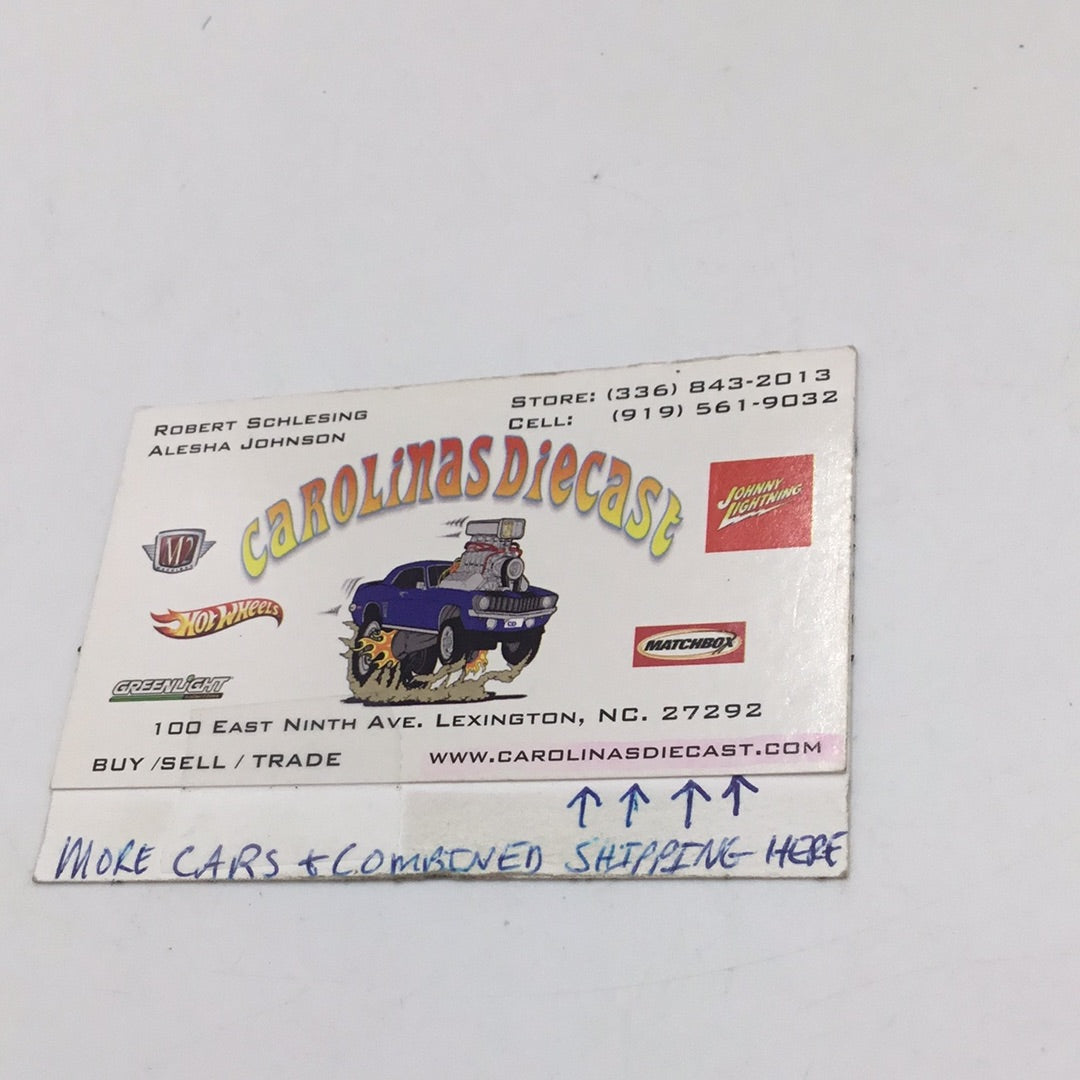 ROBERT SCHLESING
ALESHA JOHNSON
STORE: (336) 843-2013
CELL: (919) 561-9032
CAROLINAS DIECAST
JOHNNY
LIGHTNING
M2
HOT WHEELS
MATCHBOX
GREENLIGHT
CD
100 EAST NINTH AVE. LEXINGTON, NC. 27292
BUY /SELL / TRADE
WWW.CAROLINASDIECAST.COM
MORE CARS & COMBINED SHIPPING HERE